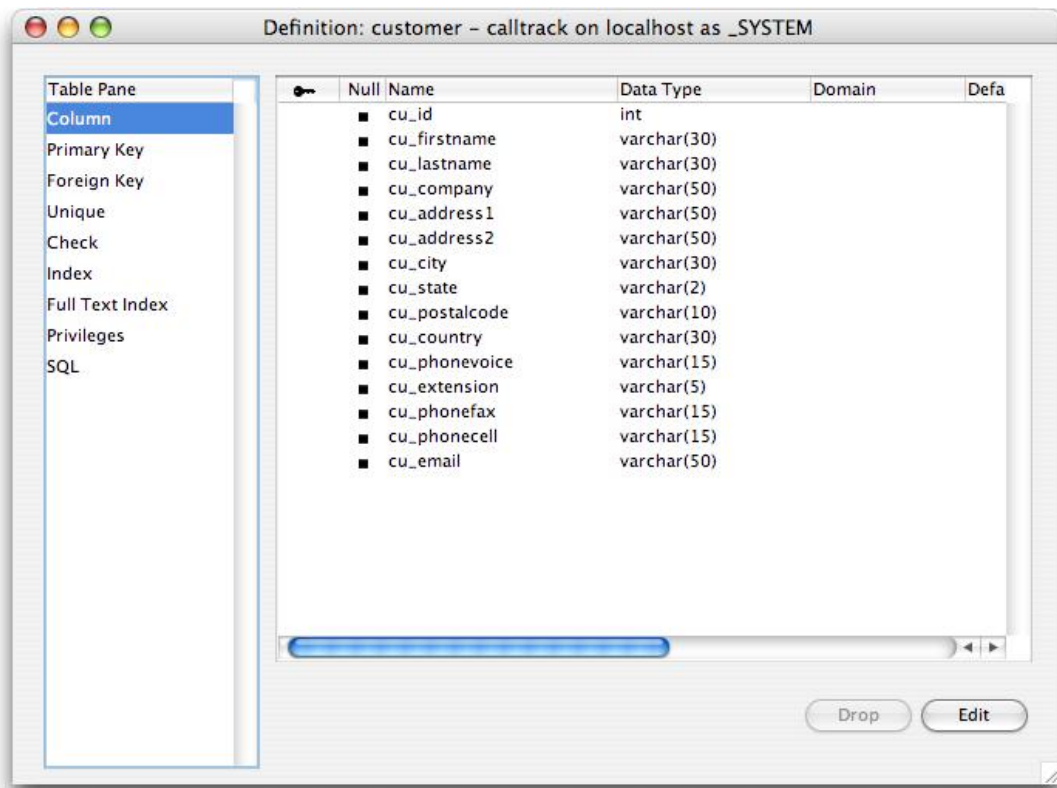 Definition: customer – calltrack on localhost as _SYSTEM
Table Pane
Column
Primary Key
Foreign Key
Unique
Check
Index
Full Text Index
Privileges
SQL
Null Name Data Type Domain Defa
cu_id int
cu_firstname varchar(30)
cu_lastname varchar(30)
cu_company varchar(50)
cu_address1 varchar(50)
cu_address2 varchar(50)
cu_city varchar(30)
cu_state varchar(2)
cu_postalcode varchar(10)
cu_country varchar(30)
cu_phonevoice varchar(15)
cu_extension varchar(5)
cu_phonefax varchar(15)
cu_phonecell varchar(15)
cu_email varchar(50)
Drop Edit